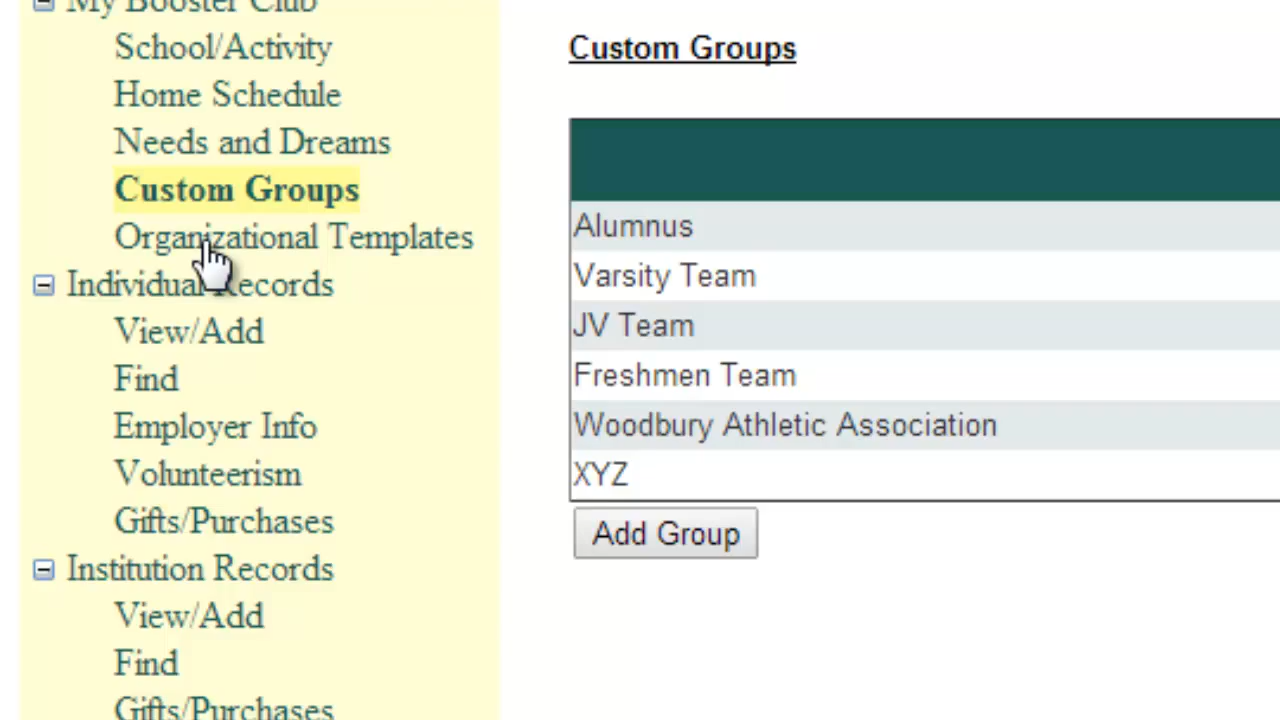 My Booster Club
School/Activity
Home Schedule
Needs and Dreams
Custom Groups
Organizational Templates
Individual Records
View/Add
Find
Employer Info
Volunteerism
Gifts/Purchases
Institution Records
View/Add
Find
Gifts/Purchases
Custom Groups
Alumnus
Varsity Team
JV Team
Freshmen Team
Woodbury Athletic Association
XYZ
Add Group